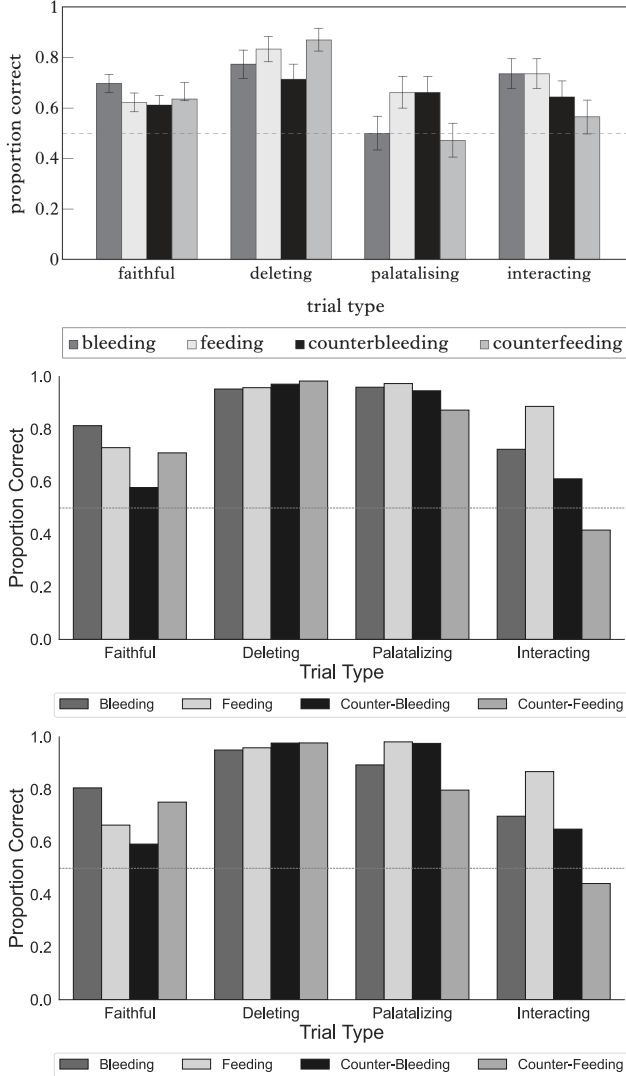 1
0.8
0.6
0.4
0.2
0
proportion correct
faithful deleting palatalising interacting
trial type
bleeding feeding counterbleeding counterfeeding
1.0
0.8
0.6
0.4
0.2
0.0
Proportion Correct
Faithful Deleting Palatalizing Interacting
Trial Type
Bleeding Feeding Counter-Bleeding Counter-Feeding
1.0
0.8
0.6
0.4
0.2
0.0
Proportion Correct
Faithful Deleting Palatalizing Interacting
Trial Type
Bleeding Feeding Counter-Bleeding Counter-Feeding